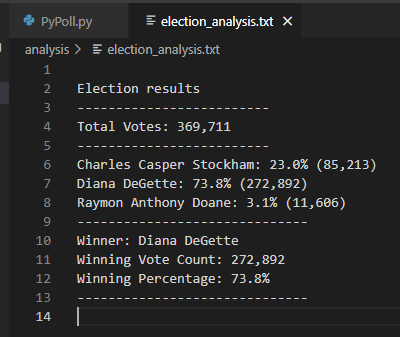 PyPoll.py election_analysis.txt
analysis > election_analysis.txt
1
2 Election results
3 -------------------------
4 Total Votes: 369,711
5 -------------------------
6 Charles Casper Stockham: 23.0% (85,213)
7 Diana DeGette: 73.8% (272,892)
8 Raymon Anthony Doane: 3.1% (11,606)
9 ------------------------------
10 Winner: Diana DeGette
11 Winning Vote Count: 272,892
12 Winning Percentage: 73.8%
13 ------------------------------
14